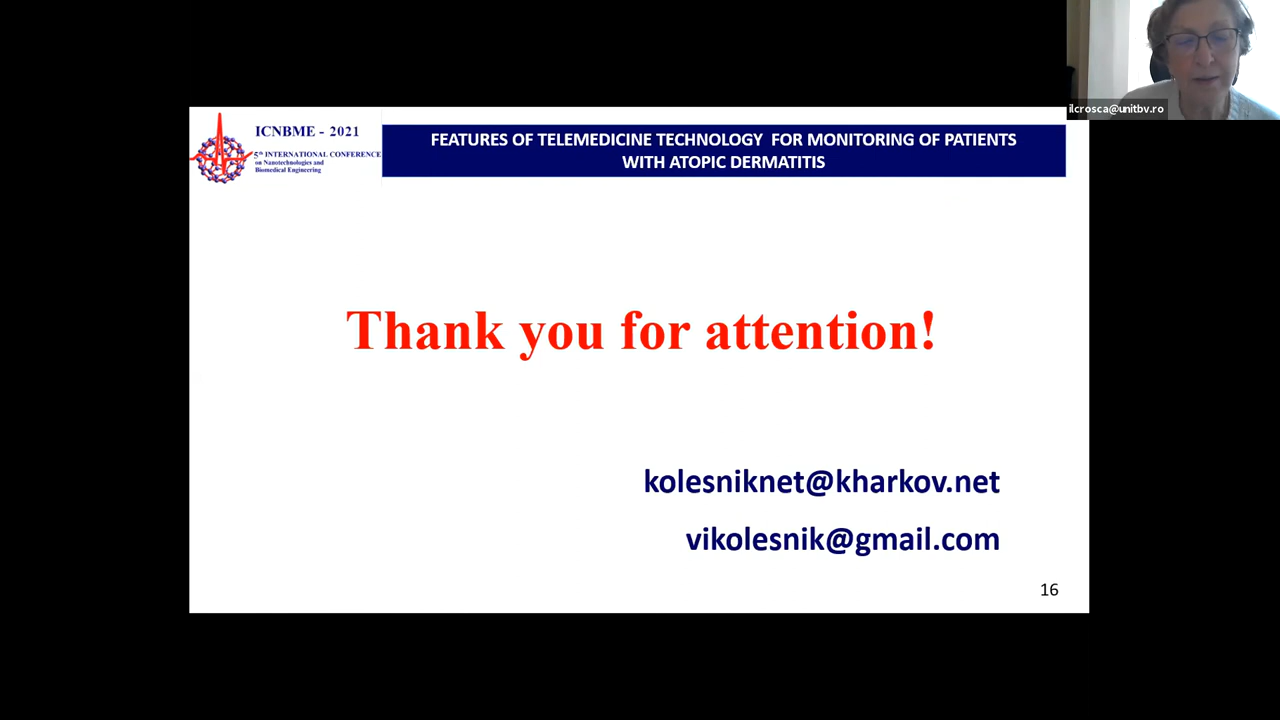 ilcrosca@unitbv.ro
ICNBME - 2021
5th INTERNATIONAL CONFERENCE
on Nanotechnologies and
Biomedical Engineering
FEATURES OF TELEMEDICINE TECHNOLOGY FOR MONITORING OF PATIENTS
WITH ATOPIC DERMATITIS
Thank you for attention!
kolesniknet@kharkov.net
vikolesnik@gmail.com
16